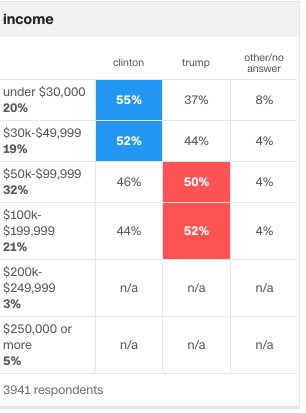 income
clinton trump other/no
answer
under $30,000
20%
55% 37% 8%
$30k-$49,999
19%
52% 44% 4%
$50k-$99,999
32%
46% 50% 4%
$100k-
$199,999
21%
44% 52% 4%
$200k-
$249,999
3%
n/a n/a n/a
$250,000 or
more
5%
n/a n/a n/a
3941 respondents